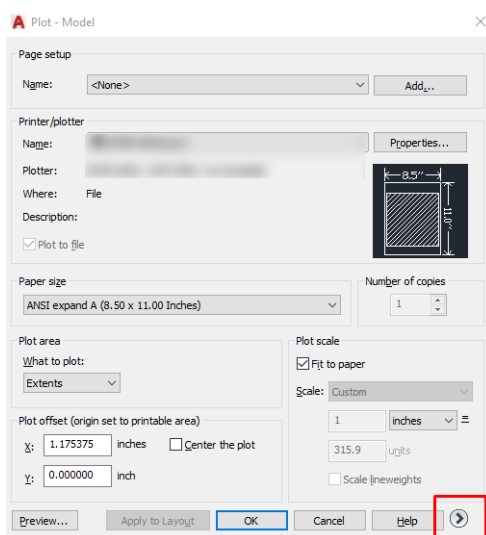 Plot - Model
Page setup
Name: <None> Add...
Printer/plotter
Name: Properties...
Plotter:
Where: File
Description:
Plot to file
8.5"
11.0"
Paper size
ANSI expand A (8.50 x 11.00 Inches)
Number of copies
1
Plot area
What to plot:
Extents
Plot scale
Fit to paper
Scale: Custom
1 inches =
315.9 units
Scale lineweights
Plot offset (origin set to printable area)
X: 1.175375 inches Center the plot
Y: 0.000000 inch
Preview... Apply to Layout OK Cancel Help